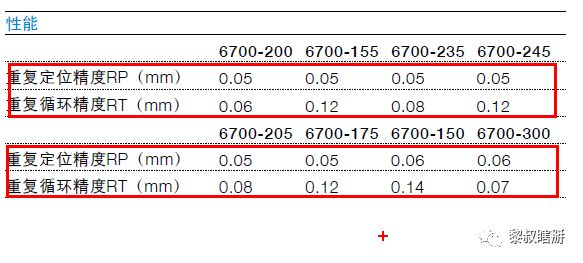 性能
6700-200 6700-155 6700-235 6700-245
重复定位精度RP（mm） 0.05 0.05 0.05 0.05
重复循环精度RT（mm） 0.06 0.12 0.08 0.12
6700-205 6700-175 6700-150 6700-300
重复定位精度RP（mm） 0.05 0.05 0.06 0.06
重复循环精度RT（mm） 0.08 0.12 0.14 0.07
黎叔瞎掰